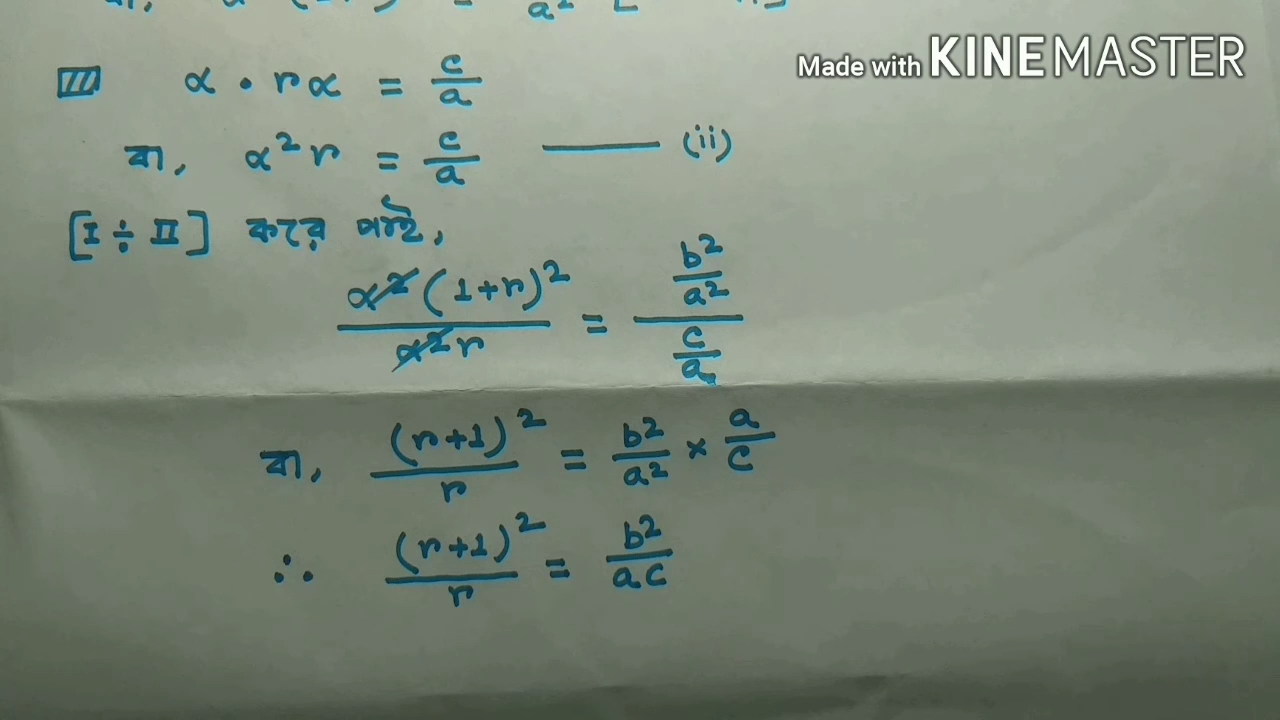 Made with KINEMASTER
α · rα = c/a
বা, α²r = c/a ——— (ii)
[I ÷ II] করে পাই,
α²(1+r)²/α²r = b²/a² / c/a
বা, (r+1)²/r = b²/a² × a/c
∴ (r+1)²/r = b²/ac